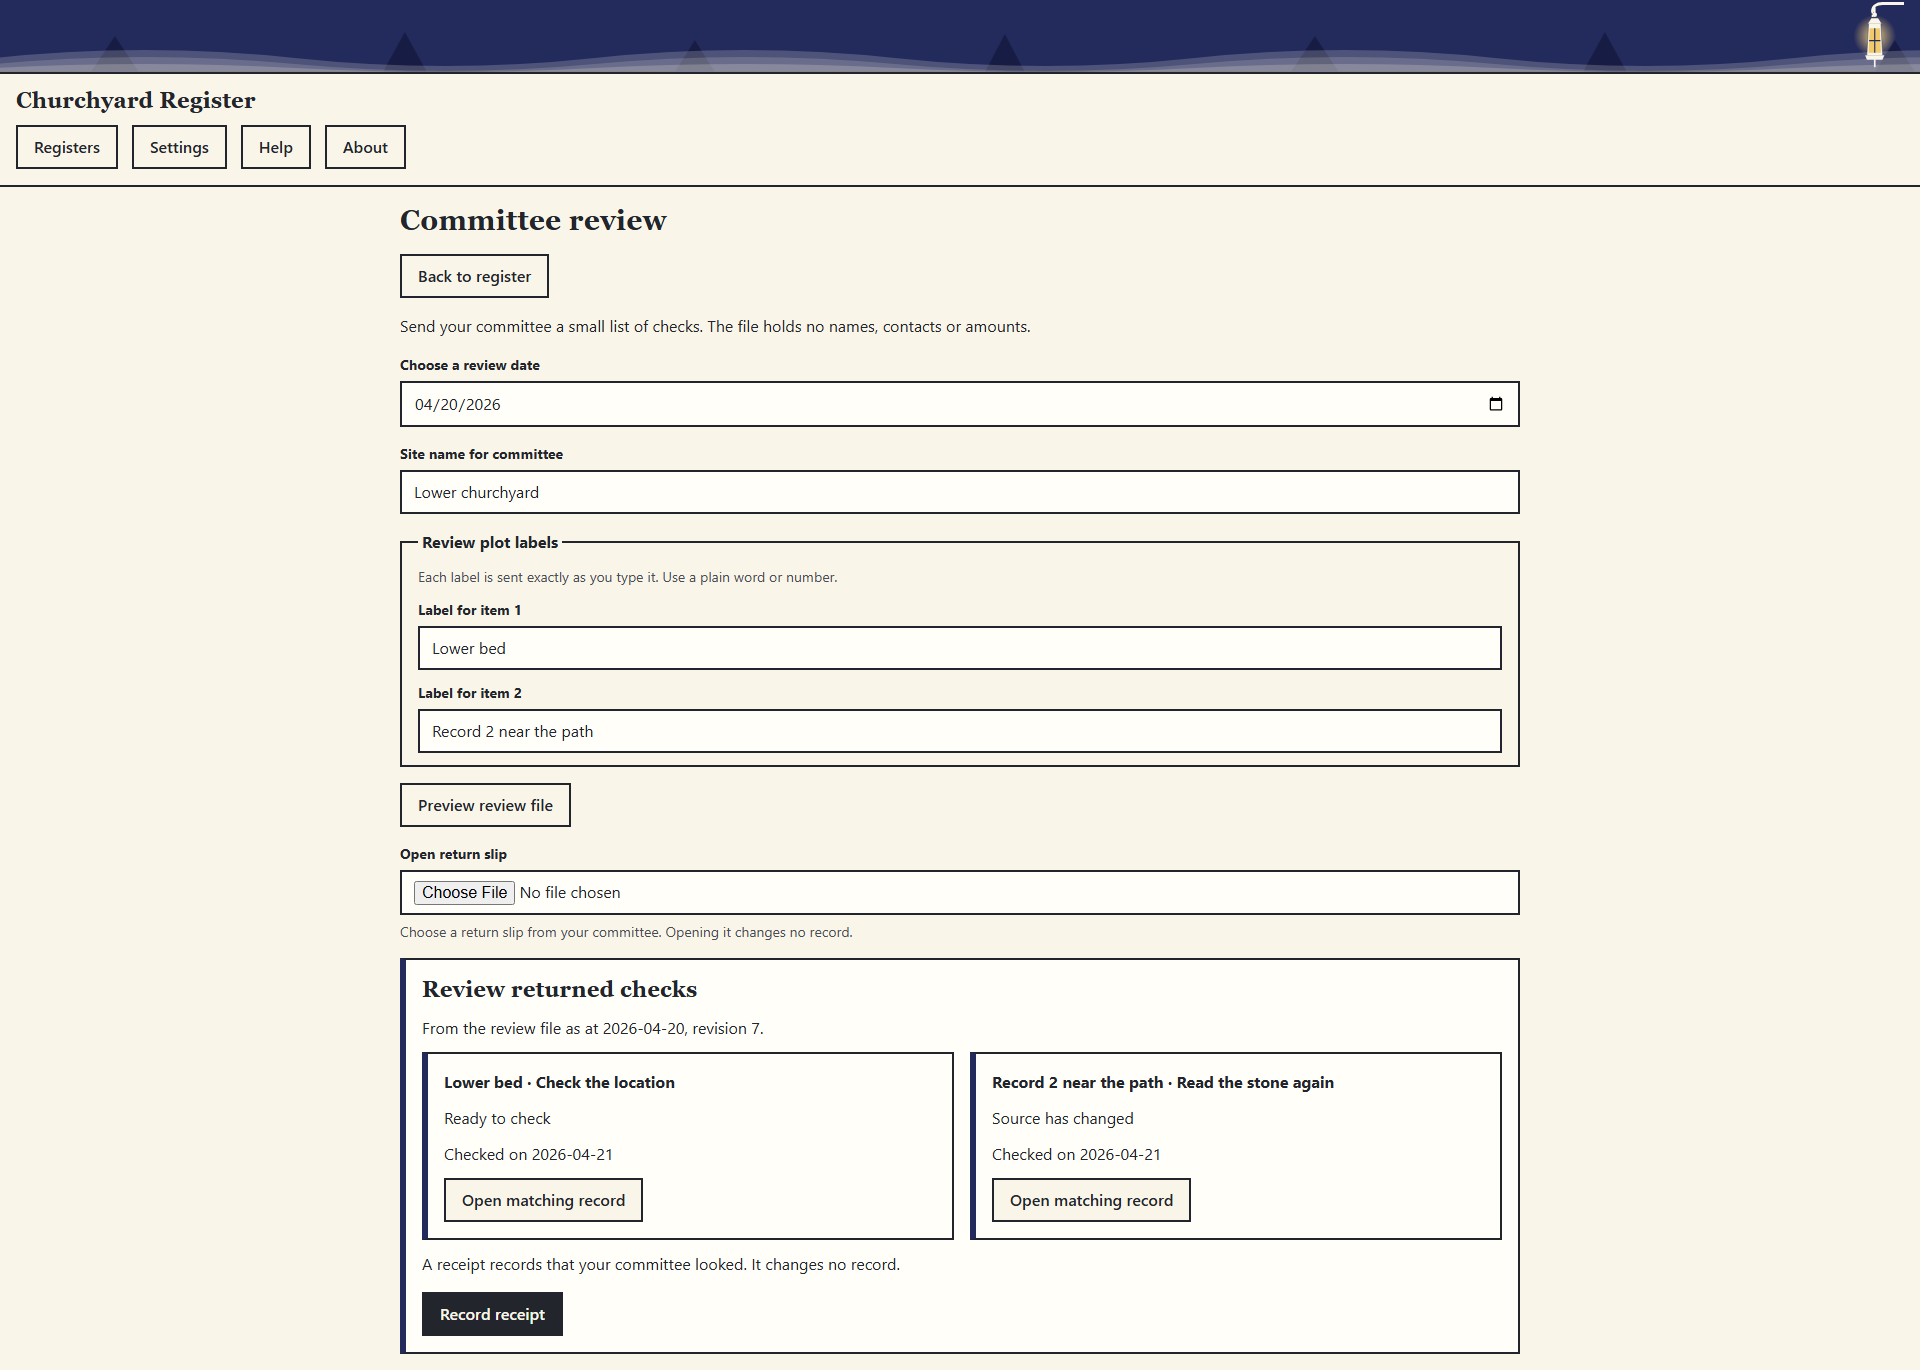 Churchyard Register
Registers
Settings
Help
About
Committee review
Back to register
Send your committee a small list of checks. The file holds no names, contacts or amounts.
Choose a review date
04/20/2026
Site name for committee
Lower churchyard
Review plot labels
Each label is sent exactly as you type it. Use a plain word or number.
Label for item 1
Lower bed
Label for item 2
Record 2 near the path
Preview review file
Open return slip
Choose File No file chosen
Choose a return slip from your committee. Opening it changes no record.
Review returned checks
From the review file as at 2026-04-20, revision 7.
Lower bed · Check the location
Ready to check
Checked on 2026-04-21
Open matching record
Record 2 near the path · Read the stone again
Source has changed
Checked on 2026-04-21
Open matching record
A receipt records that your committee looked. It changes no record.
Record receipt